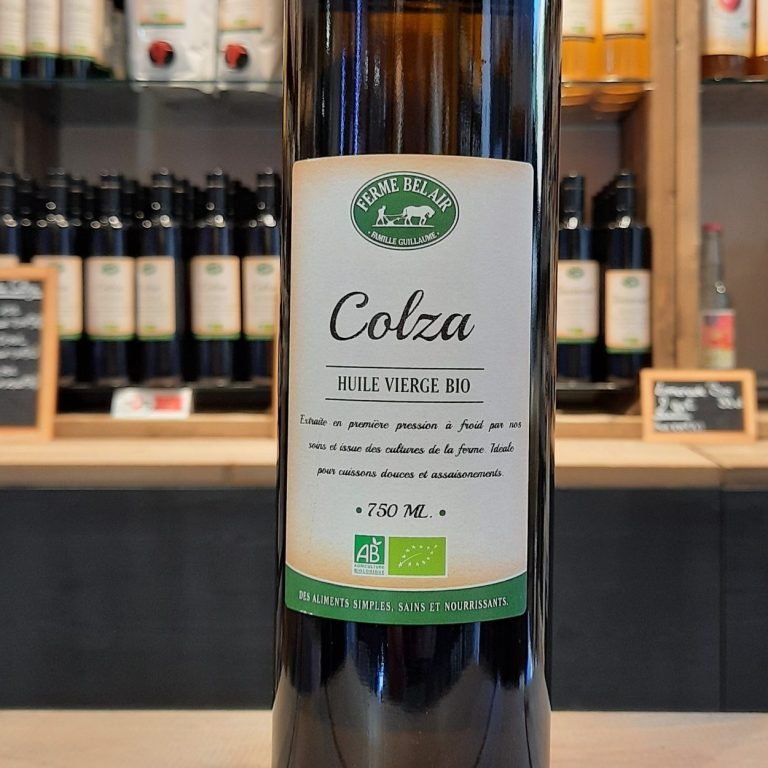 FERME BEL AIR
• FAMILLE GUILLAUME •
Colza
HUILE VIERGE BIO
Extraite en première pression à froid par nos
soins et issue des cultures de la ferme. Idéale
pour cuissons douces et assaisonements.
• 750 ML. •
AB
AGRICULTURE
BIOLOGIQUE
DES ALIMENTS SIMPLES, SAINS ET NOURRISSANTS.